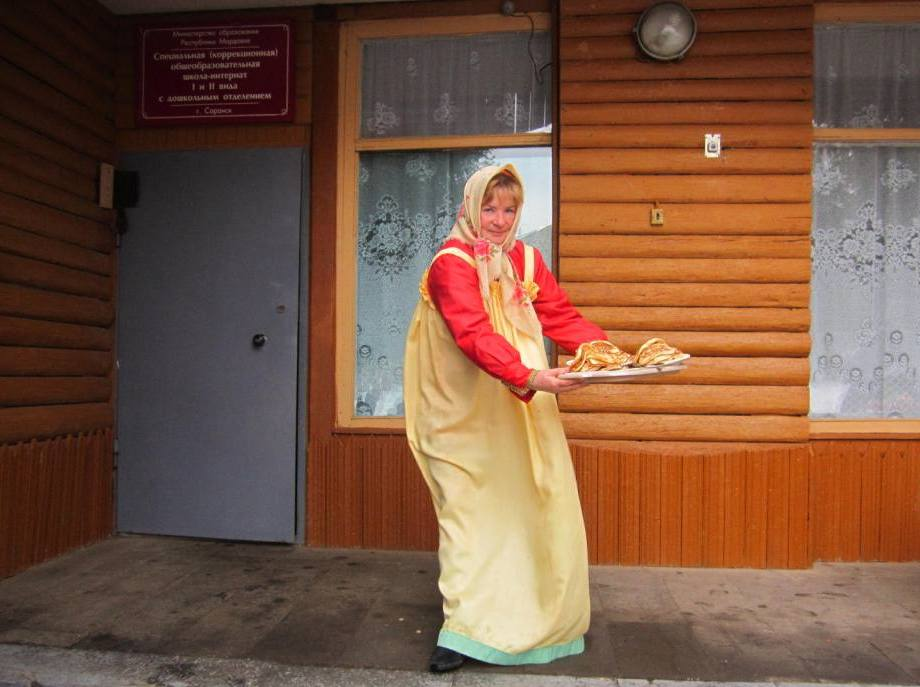 Министерство образования
Республики Мордовия
Специальная (коррекционная)
общеобразовательная
школа-интернат
I и II вида
с дошкольным отделением
г. Саранск